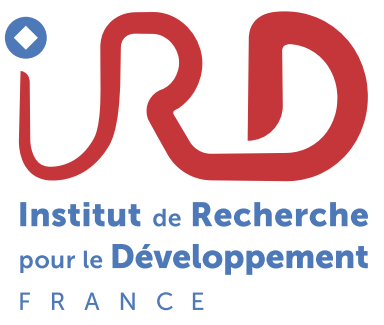 iRD
Institut de Recherche
pour le Développement
FRANCE